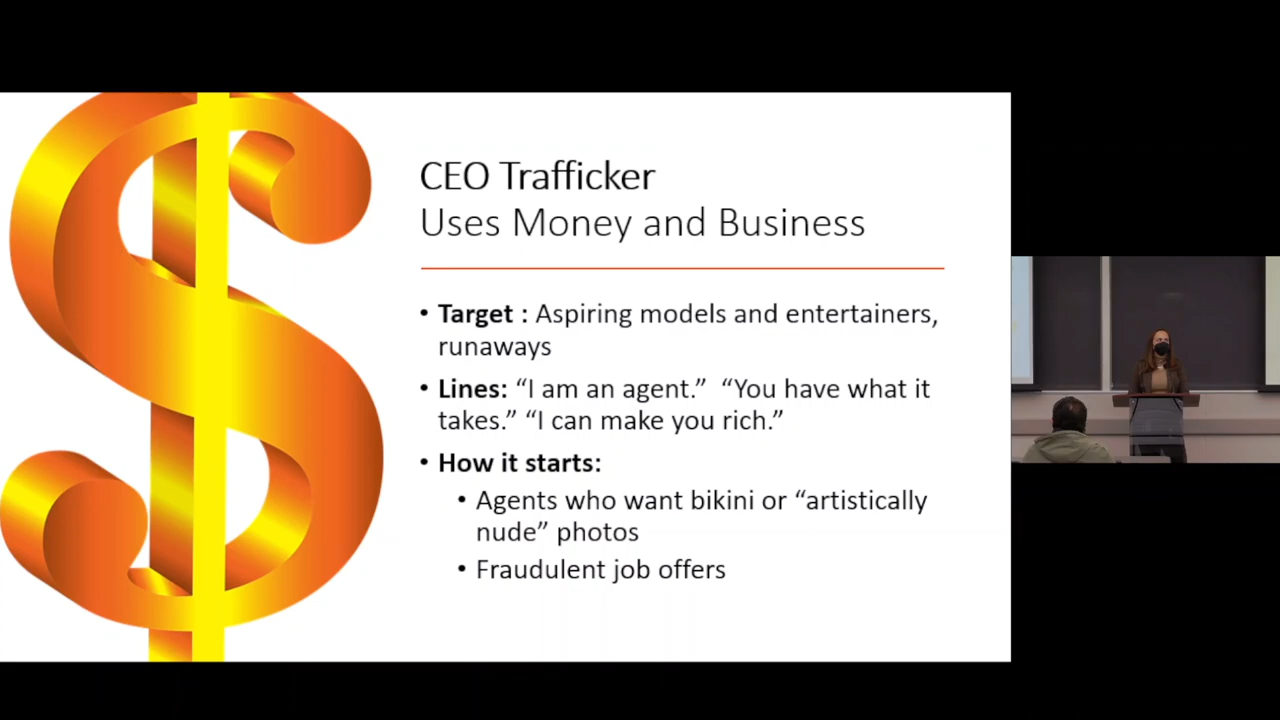 CEO Trafficker
Uses Money and Business
• Target : Aspiring models and entertainers,
runaways
• Lines: “I am an agent.”  “You have what it
takes.” “I can make you rich.”
• How it starts:
• Agents who want bikini or “artistically
nude” photos
• Fraudulent job offers